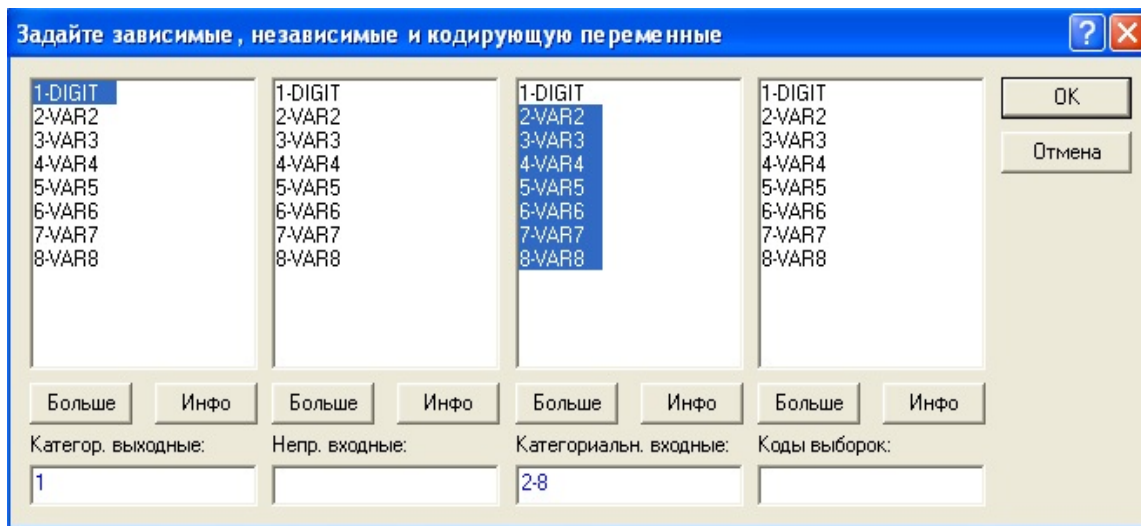 Задайте зависимые, независимые и кодирующую переменные
1-DIGIT
2-VAR2
3-VAR3
4-VAR4
5-VAR5
6-VAR6
7-VAR7
8-VAR8
1-DIGIT
2-VAR2
3-VAR3
4-VAR4
5-VAR5
6-VAR6
7-VAR7
8-VAR8
1-DIGIT
2-VAR2
3-VAR3
4-VAR4
5-VAR5
6-VAR6
7-VAR7
8-VAR8
1-DIGIT
2-VAR2
3-VAR3
4-VAR4
5-VAR5
6-VAR6
7-VAR7
8-VAR8
OK
Отмена
Больше Инфо Больше Инфо Больше Инфо Больше Инфо
Категор. выходные: Непр. входные: Категориальн. входные: Коды выборок:
1 2-8